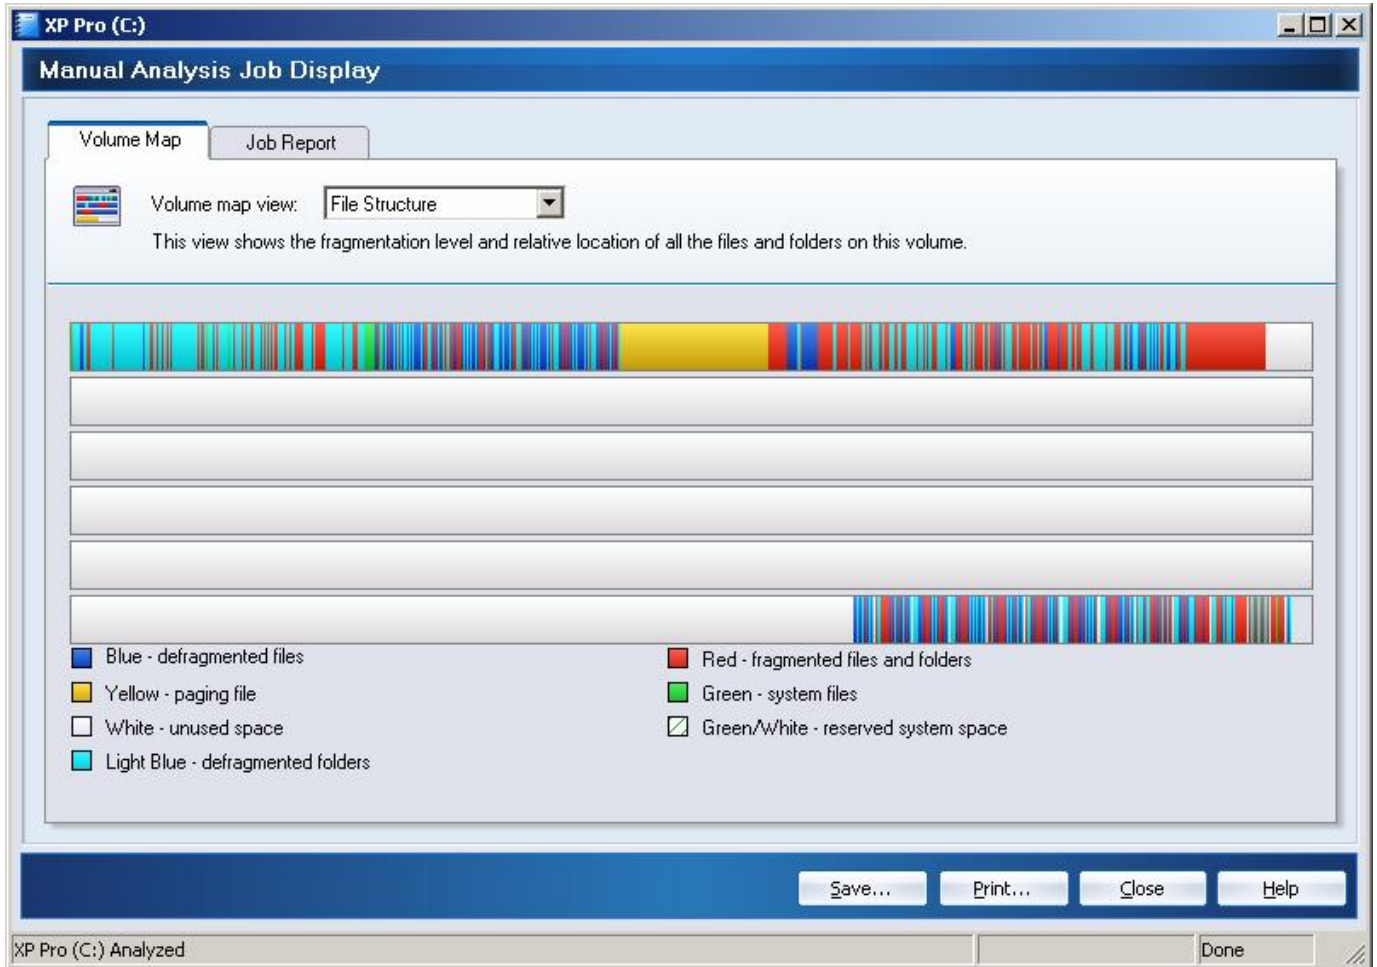 XP Pro (C:)
Manual Analysis Job Display
Volume Map
Job Report
Volume map view: File Structure
This view shows the fragmentation level and relative location of all the files and folders on this volume.
Blue - defragmented files
Red - fragmented files and folders
Yellow - paging file
Green - system files
White - unused space
Green/White - reserved system space
Light Blue - defragmented folders
Save...
Print...
Close
Help
XP Pro (C:) Analyzed
Done